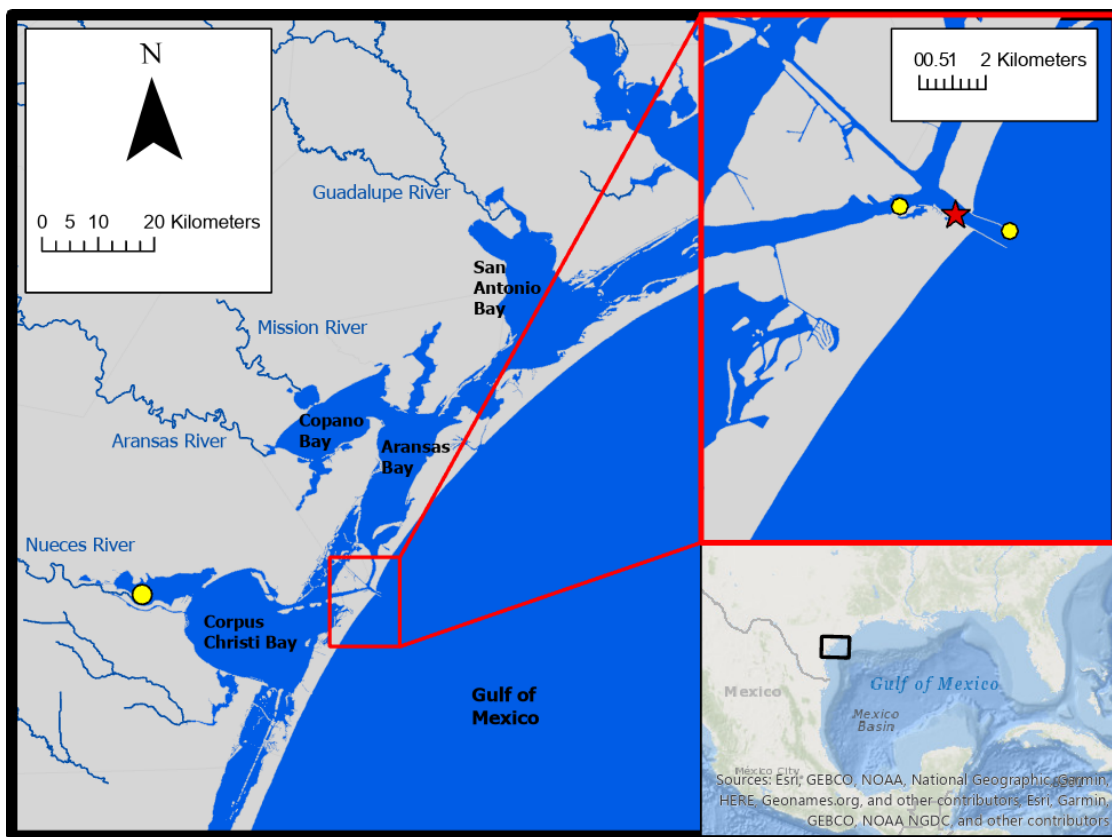 N
0 5 10 20 Kilometers
00.51 2 Kilometers
Guadalupe River
San
Antonio
Bay
Mission River
Copano
Bay
Aransas
Bay
Aransas River
Nueces River
Corpus
Christi Bay
Gulf of
Mexico
Mexico
Gulf of Mexico
Mexico
Basin
Mexico City
Sources: Esri, GEBCO, NOAA, National Geographic, Garmin,
HERE, Geonames.org, and other contributors, Esri, Garmin,
GEBCO, NOAA NGDC, and other contributors